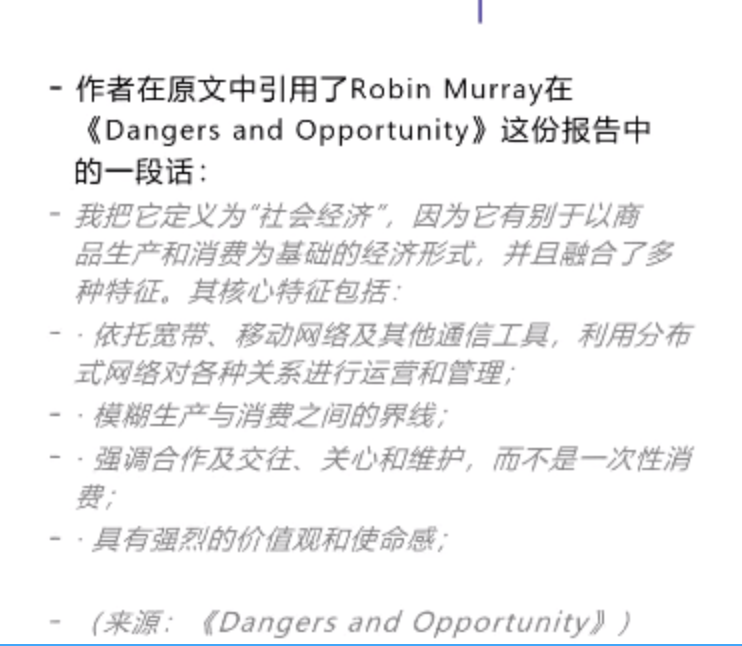 - 作者在原文中引用了Robin Murray在
《Dangers and Opportunity》这份报告中
的一段话：
- 我把它定义为“社会经济”，因为它有别于以商
品生产和消费为基础的经济形式，并且融合了多
种特征。其核心特征包括：
- · 依托宽带、移动网络及其他通信工具，利用分布
式网络对各种关系进行运营和管理；
- · 模糊生产与消费之间的界线；
- · 强调合作及交往、关心和维护，而不是一次性消
费；
- · 具有强烈的价值观和使命感；
- （来源：《Dangers and Opportunity》）